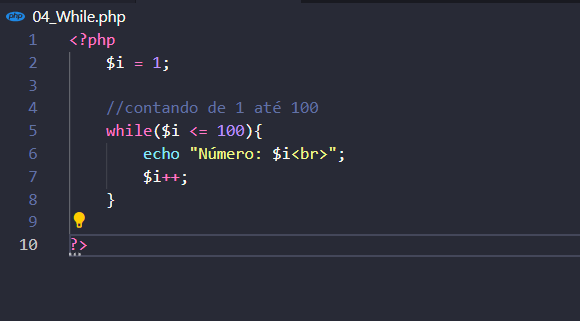 php 04_While.php
1 <?php
2     $i = 1;
3
4     //contando de 1 até 100
5     while($i <= 100){
6         echo "Número: $i<br>";
7         $i++;
8     }
9
10 ?>